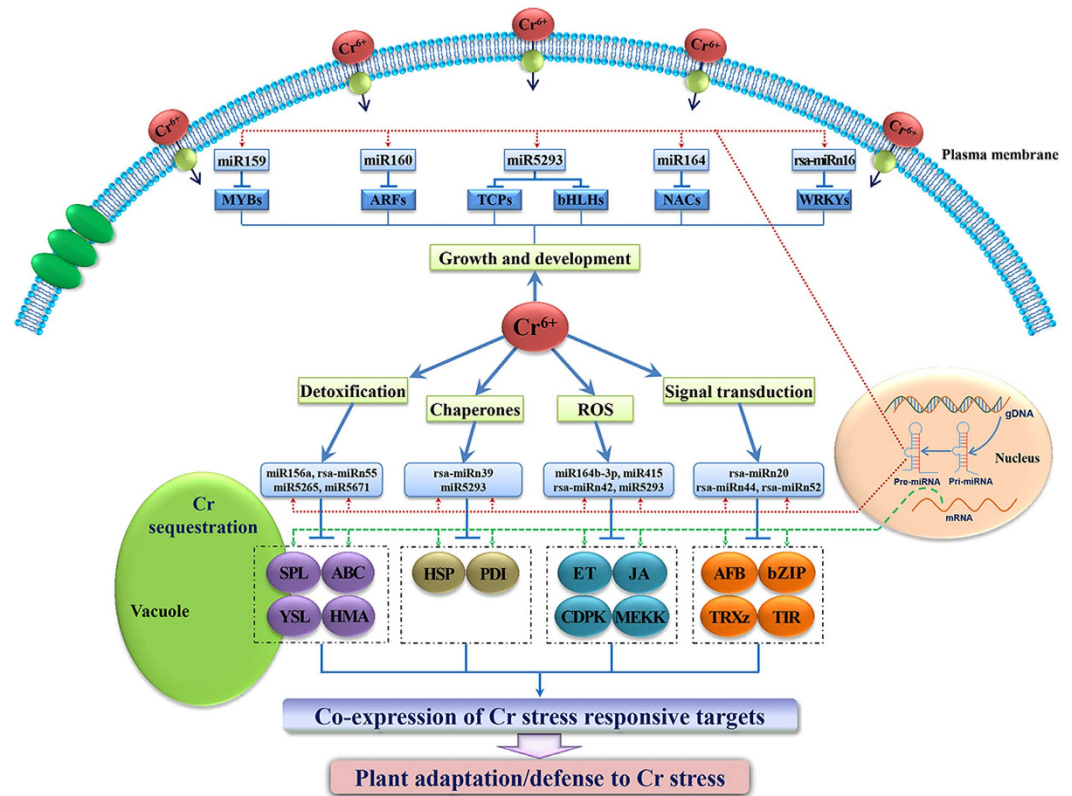 Cr6+
Cr6+
Cr6+
Cr6+
Cr6+
Plasma membrane
miR159
miR160
miR5293
miR164
rsa-miRn16
MYBs
ARFs
TCPs
bHLHs
NACs
WRKYs
Growth and development
Cr6+
Detoxification
Chaperones
ROS
Signal transduction
gDNA
Nucleus
Pre-miRNA
Pri-miRNA
mRNA
miR156a, rsa-miRn55
miR5265, miR5671
rsa-miRn39
miR5293
miR164b-3p, miR415
rsa-miRn42, miR5293
rsa-miRn20
rsa-miRn44, rsa-miRn52
Cr
sequestration
Vacuole
SPL
ABC
YSL
HMA
HSP
PDI
ET
JA
CDPK
MEKK
AFB
bZIP
TRXz
TIR
Co-expression of Cr stress responsive targets
Plant adaptation/defense to Cr stress